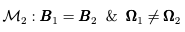 ℳ₂ : 𝑩₁ = 𝑩₂ & 𝛀₁ ≠ 𝛀₂